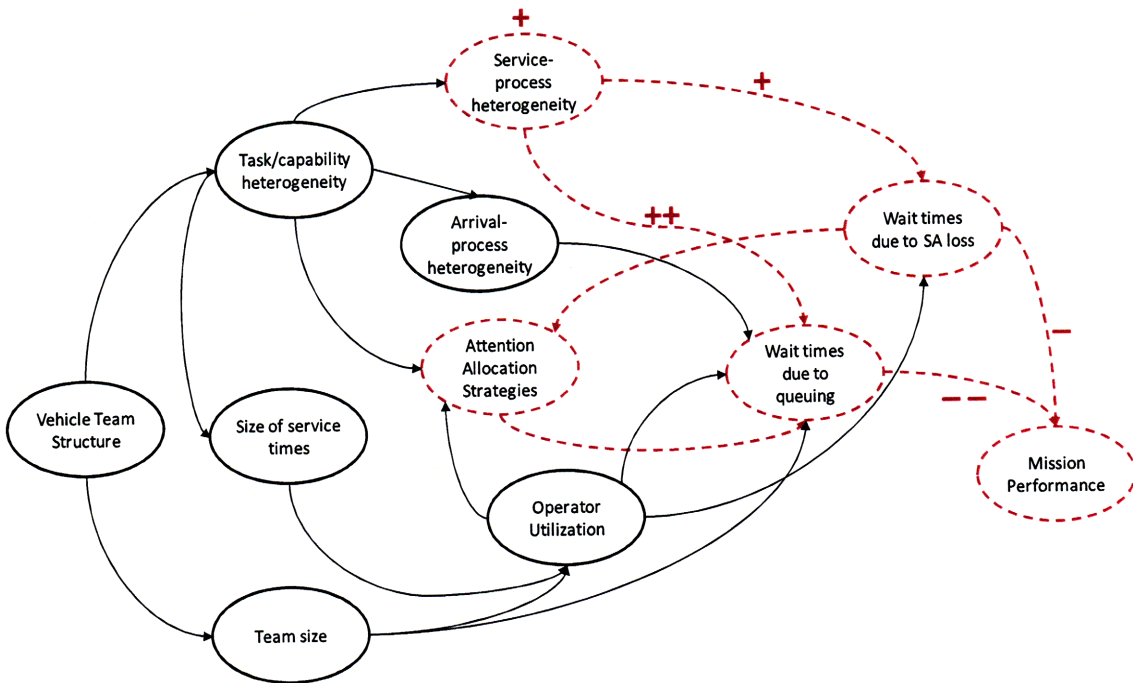 +
Service-
process
heterogeneity
+
Task/capability
heterogeneity
++
Arrival-
process
heterogeneity
Wait times
due to SA loss
Attention
Allocation
Strategies
Wait times
due to
queuing
—
— —
Vehicle Team
Structure
Size of service
times
Mission
Performance
Operator
Utilization
Team size